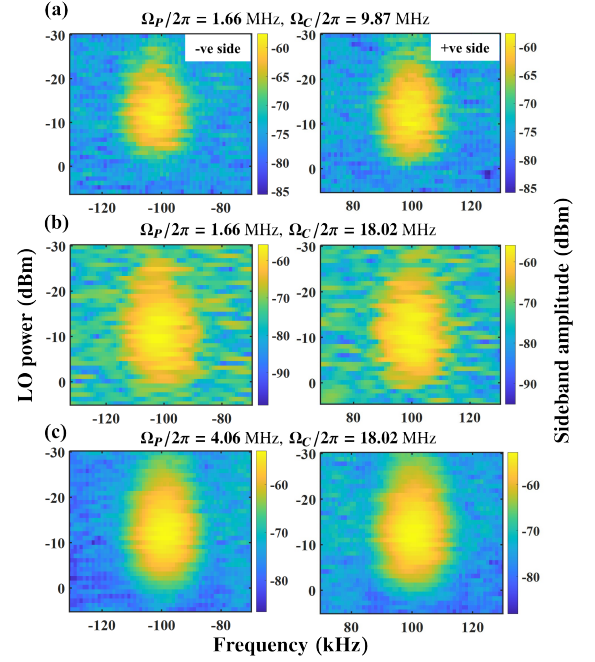 (a)
Ω_P/2π = 1.66 MHz, Ω_C/2π = 9.87 MHz
-ve side
+ve side
-30
-20
-10
0
-120 -100 -80
-60
-65
-70
-75
-80
-85
-30
-20
-10
0
80 100 120
-60
-65
-70
-75
-80
-85
(b)
Ω_P/2π = 1.66 MHz, Ω_C/2π = 18.02 MHz
-30
-20
-10
0
-120 -100 -80
-60
-70
-80
-90
-30
-20
-10
0
80 100 120
-60
-70
-80
-90
(c)
Ω_P/2π = 4.06 MHz, Ω_C/2π = 18.02 MHz
-30
-20
-10
0
-120 -100 -80
-60
-70
-80
-30
-20
-10
0
80 100 120
-60
-70
-80
LO power (dBm)
Sideband amplitude (dBm)
Frequency (kHz)